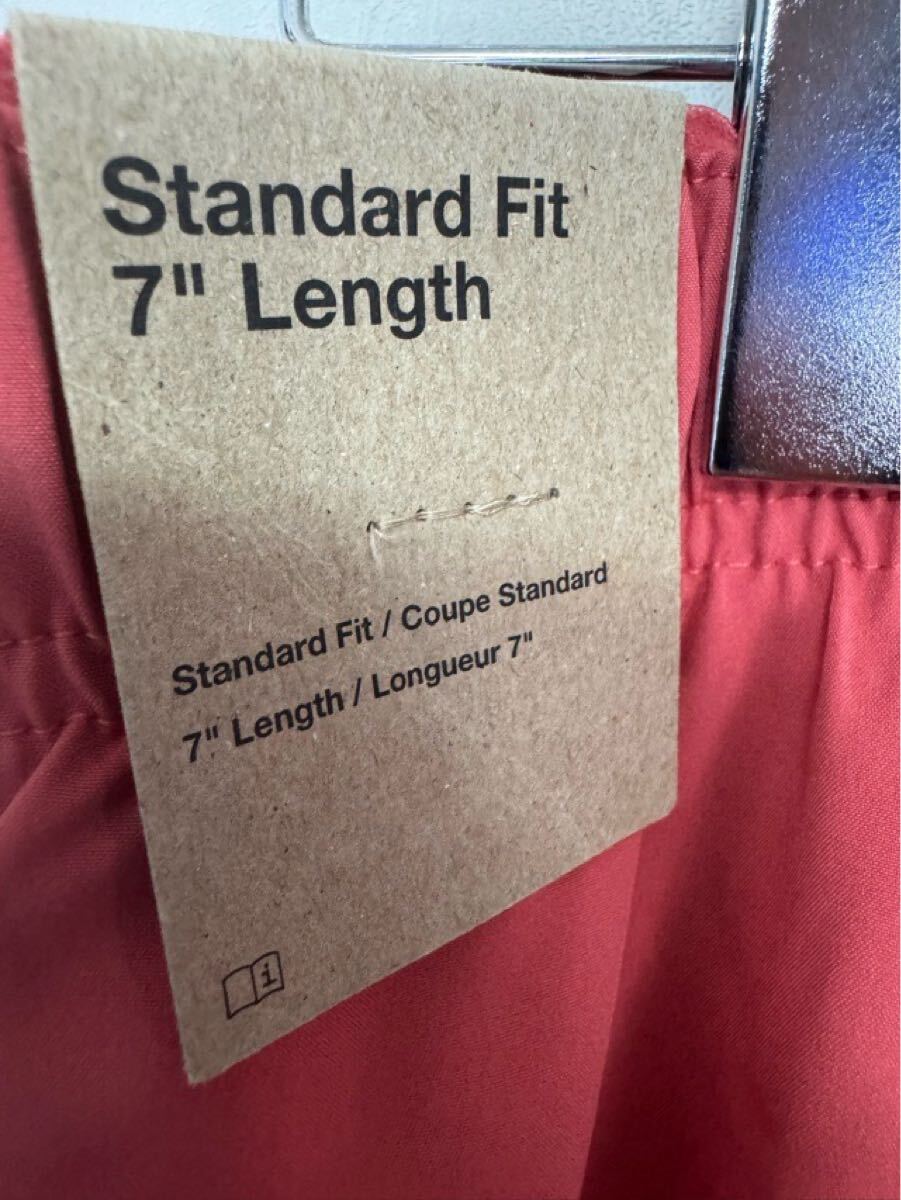 Standard Fit
7" Length
Standard Fit / Coupe Standard
7" Length / Longueur 7"
i